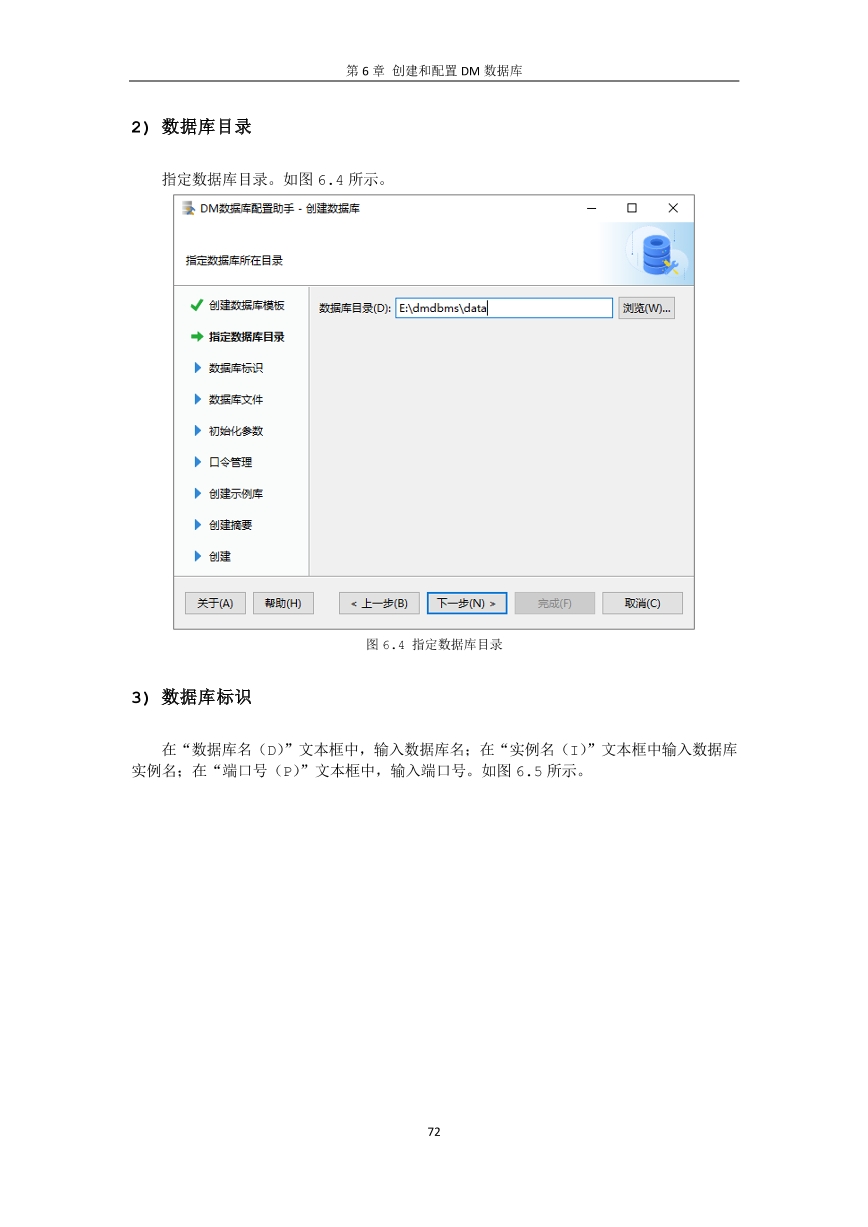 第 6 章 创建和配置 DM 数据库
2) 数据库目录
指定数据库目录。如图 6.4 所示。
DM数据库配置助手 - 创建数据库
指定数据库所在目录
创建数据库模板
数据库目录(D): E:\dmdbms\data 浏览(W)...
指定数据库目录
数据库标识
数据库文件
初始化参数
口令管理
创建示例库
创建摘要
创建
关于(A) 帮助(H) < 上一步(B) 下一步(N) > 完成(F) 取消(C)
图 6.4 指定数据库目录
3) 数据库标识
在“数据库名（D）”文本框中，输入数据库名；在“实例名（I）”文本框中输入数据库
实例名；在“端口号（P）”文本框中，输入端口号。如图 6.5 所示。
72